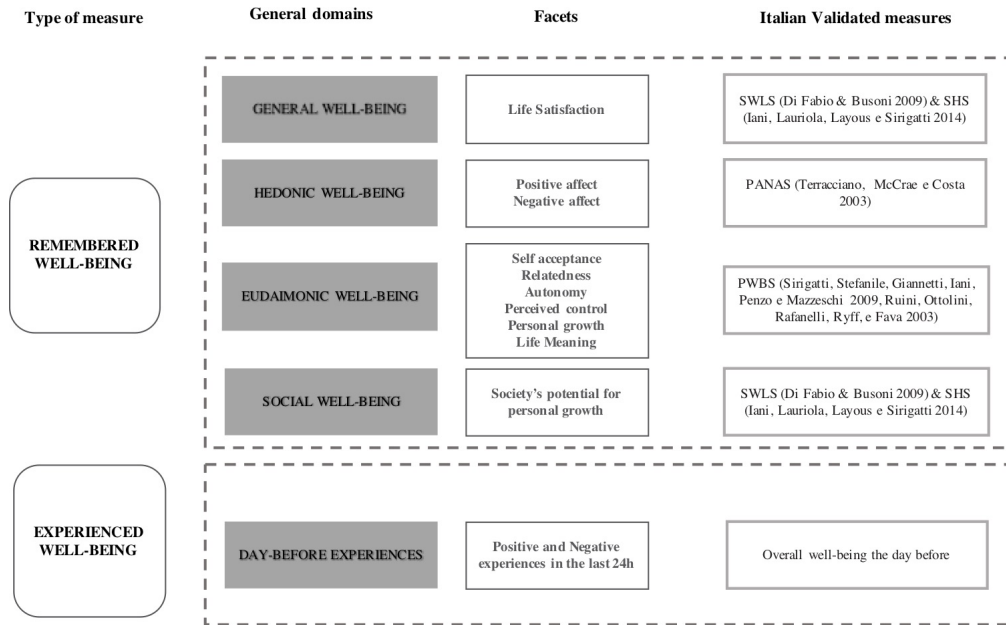 Type of measure
General domains
Facets
Italian Validated measures
REMEMBERED
WELL-BEING
GENERAL WELL-BEING
Life Satisfaction
SWLS (Di Fabio & Busoni 2009) & SHS
(Iani, Lauriola, Layous e Sirigatti 2014)
HEDONIC WELL-BEING
Positive affect
Negative affect
PANAS (Terracciano, McCrae e Costa
2003)
EUDAIMONIC WELL-BEING
Self acceptance
Relatedness
Autonomy
Perceived control
Personal growth
Life Meaning
PWBS (Sirigatti, Stefanile, Giannetti, Iani,
Penzo e Mazzeschi 2009, Ruini, Ottolini,
Rafanelli, Ryff, e Fava 2003)
SOCIAL WELL-BEING
Society's potential for
personal growth
SWLS (Di Fabio & Busoni 2009) & SHS
(Iani, Lauriola, Layous e Sirigatti 2014)
EXPERIENCED
WELL-BEING
DAY-BEFORE EXPERIENCES
Positive and Negative
experiences in the last 24h
Overall well-being the day before